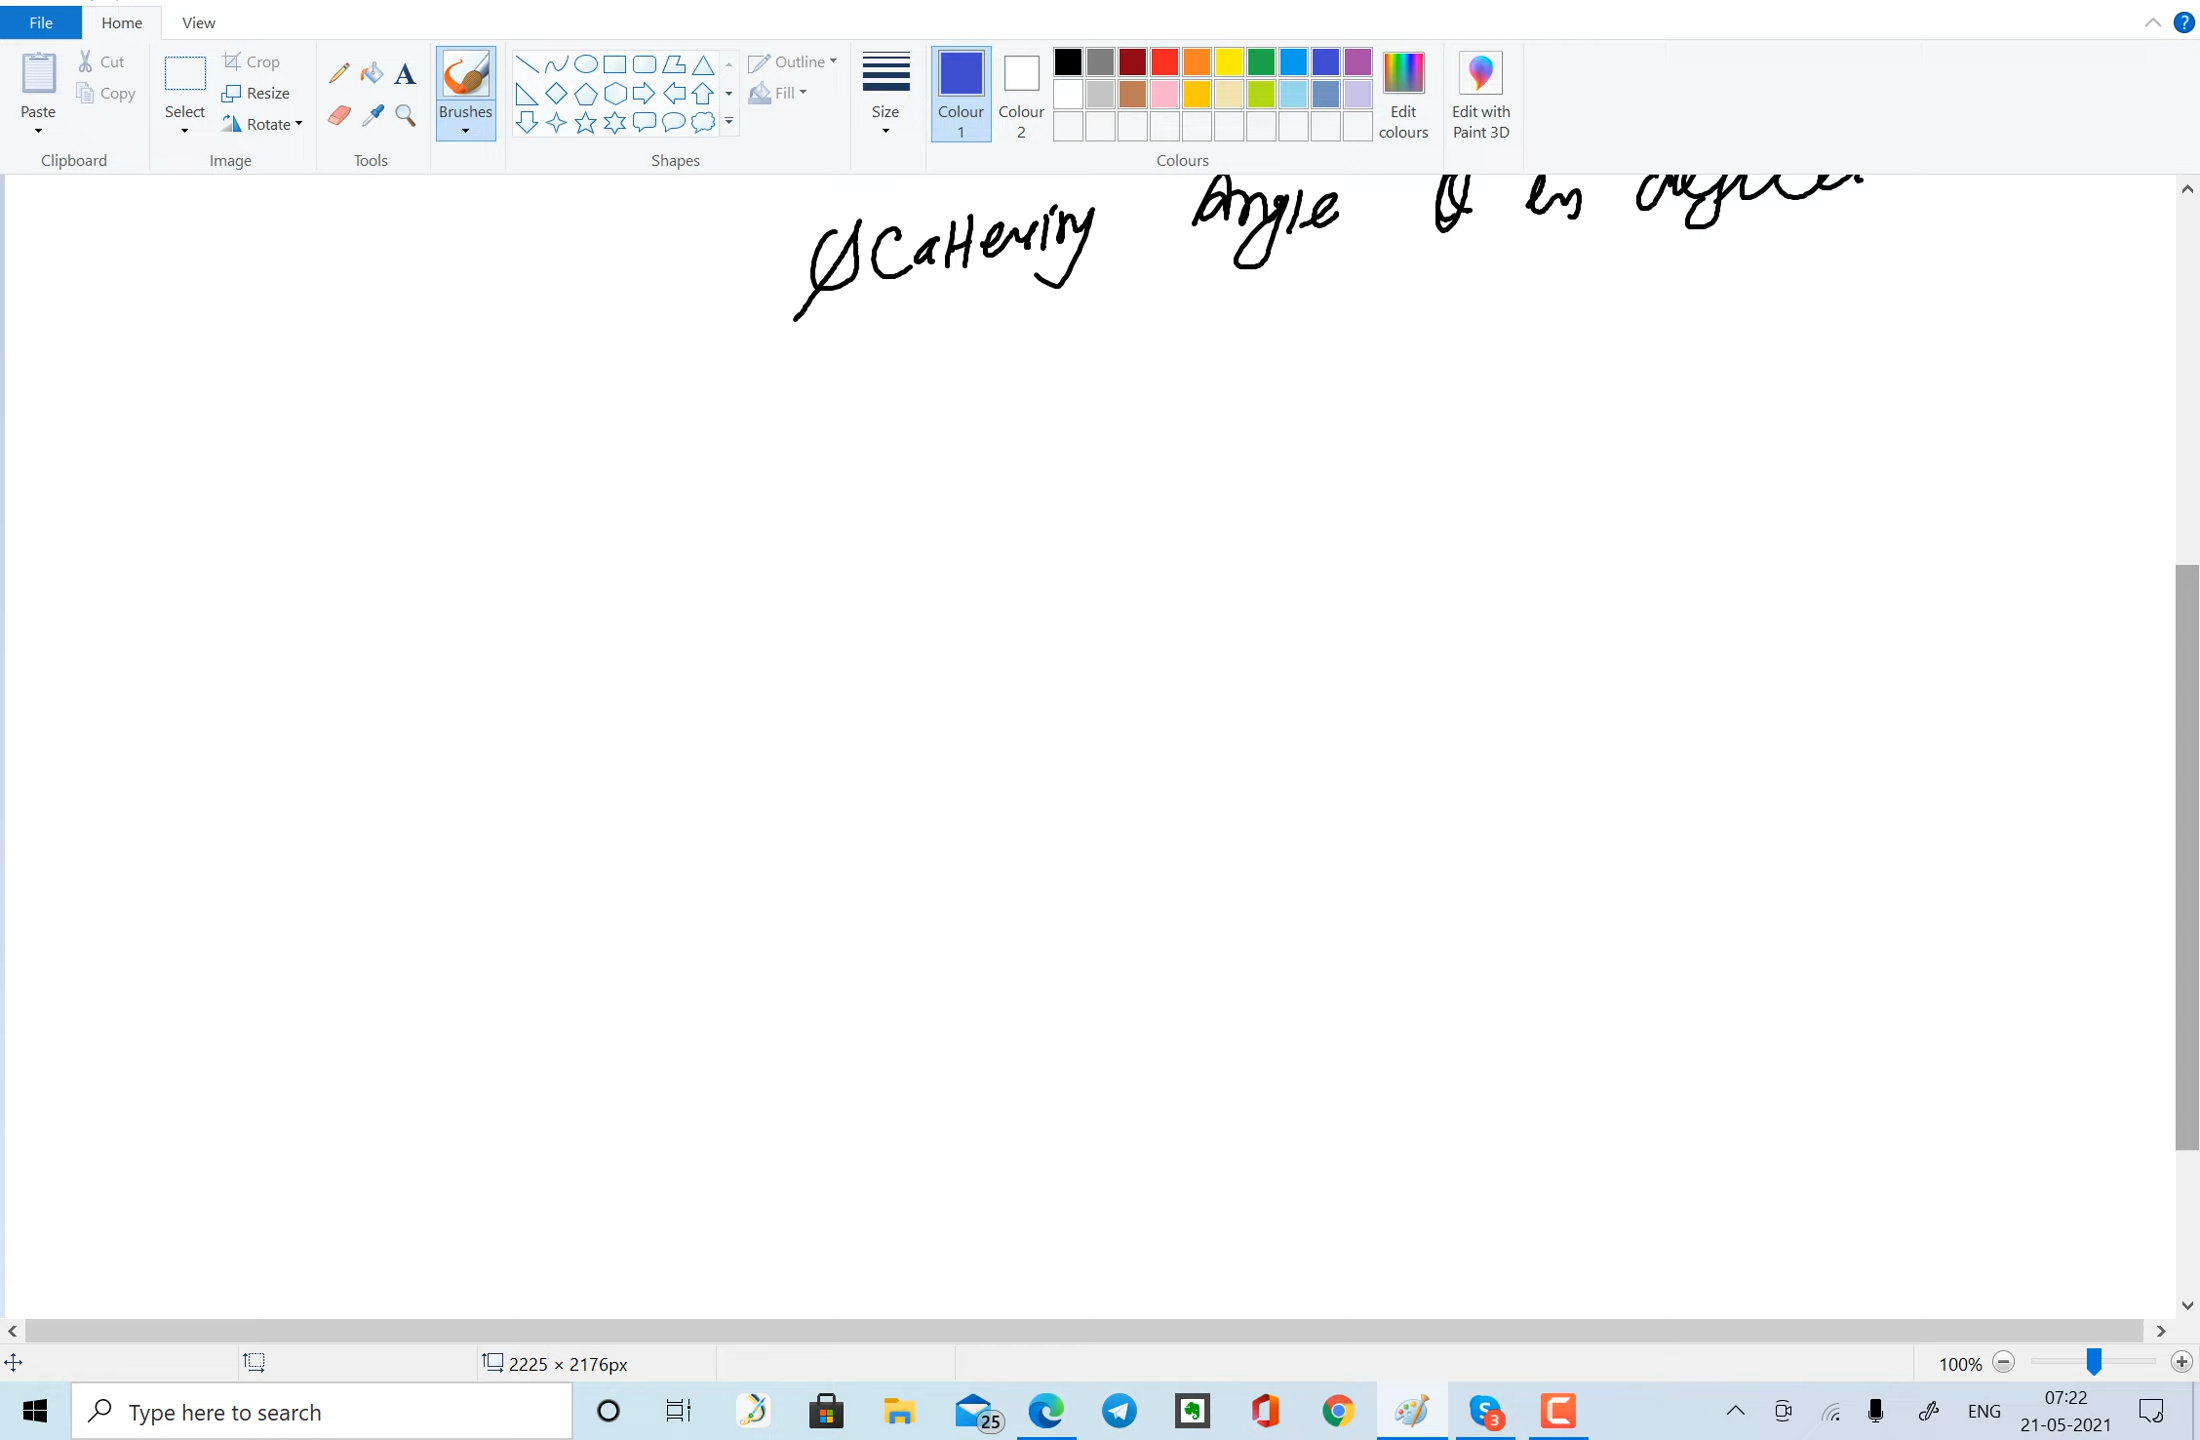 File Home View
Paste Cut Copy Clipboard
Select Crop Resize Rotate Image
Tools
Brushes
Shapes Outline Fill
Size
Colour 1 Colour 2 Edit colours Colours
Edit with Paint 3D
Scattering Angle θ in
2225 × 2176px 100%
Type here to search 25 3 ENG 07:22
21-05-2021